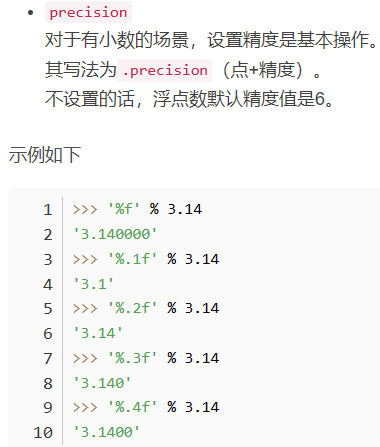 precision
对于有小数的场景，设置精度是基本操作。
其写法为.precision（点+精度）。
不设置的话，浮点数默认精度值是6。
示例如下
1 >>> '%f' % 3.14
2 '3.140000'
3 >>> '%.1f' % 3.14
4 '3.1'
5 >>> '%.2f' % 3.14
6 '3.14'
7 >>> '%.3f' % 3.14
8 '3.140'
9 >>> '%.4f' % 3.14
10 '3.1400'